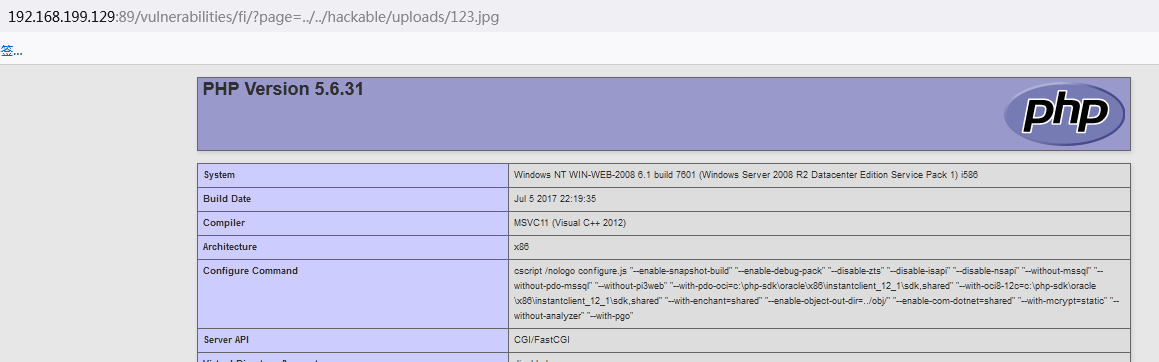 192.168.199.129:89/vulnerabilities/fi/?page=../../hackable/uploads/123.jpg
签...
PHP Version 5.6.31
php
System Windows NT WIN-WEB-2008 6.1 build 7601 (Windows Server 2008 R2 Datacenter Edition Service Pack 1) i586
Build Date Jul 5 2017 22:19:35
Compiler MSVC11 (Visual C++ 2012)
Architecture x86
Configure Command cscript /nologo configure.js "--enable-snapshot-build" "--enable-debug-pack" "--disable-zts" "--disable-isapi" "--disable-nsapi" "--without-mssql" "--
without-pdo-mssql" "--without-pi3web" "--with-pdo-oci=c:\php-sdk\oracle\x86\instantclient_12_1\sdk,shared" "--with-oci8-12c=c:\php-sdk\oracle
\x86\instantclient_12_1\sdk,shared" "--with-enchant=shared" "--enable-object-out-dir=../obj/" "--enable-com-dotnet=shared" "--with-mcrypt=static" "--
without-analyzer" "--with-pgo"
Server API CGI/FastCGI